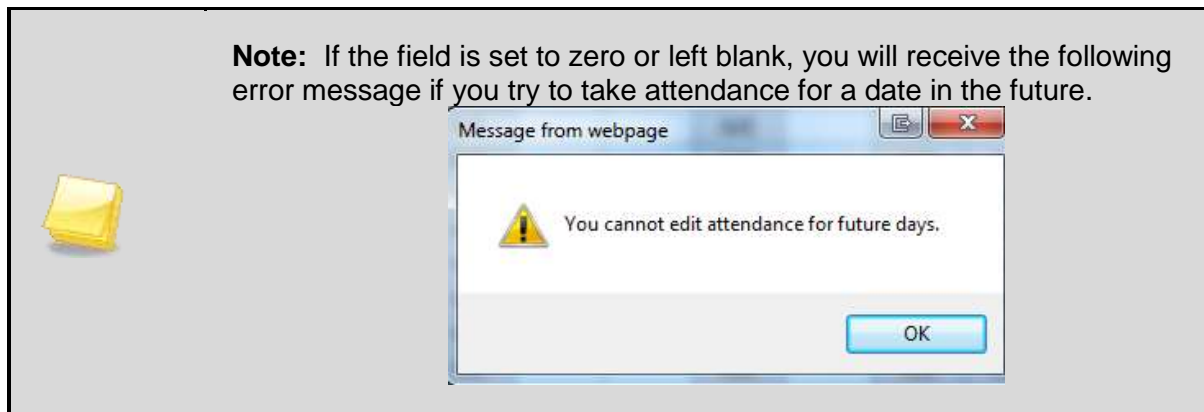 Note: If the field is set to zero or left blank, you will receive the following
error message if you try to take attendance for a date in the future.
Message from webpage
You cannot edit attendance for future days.
OK